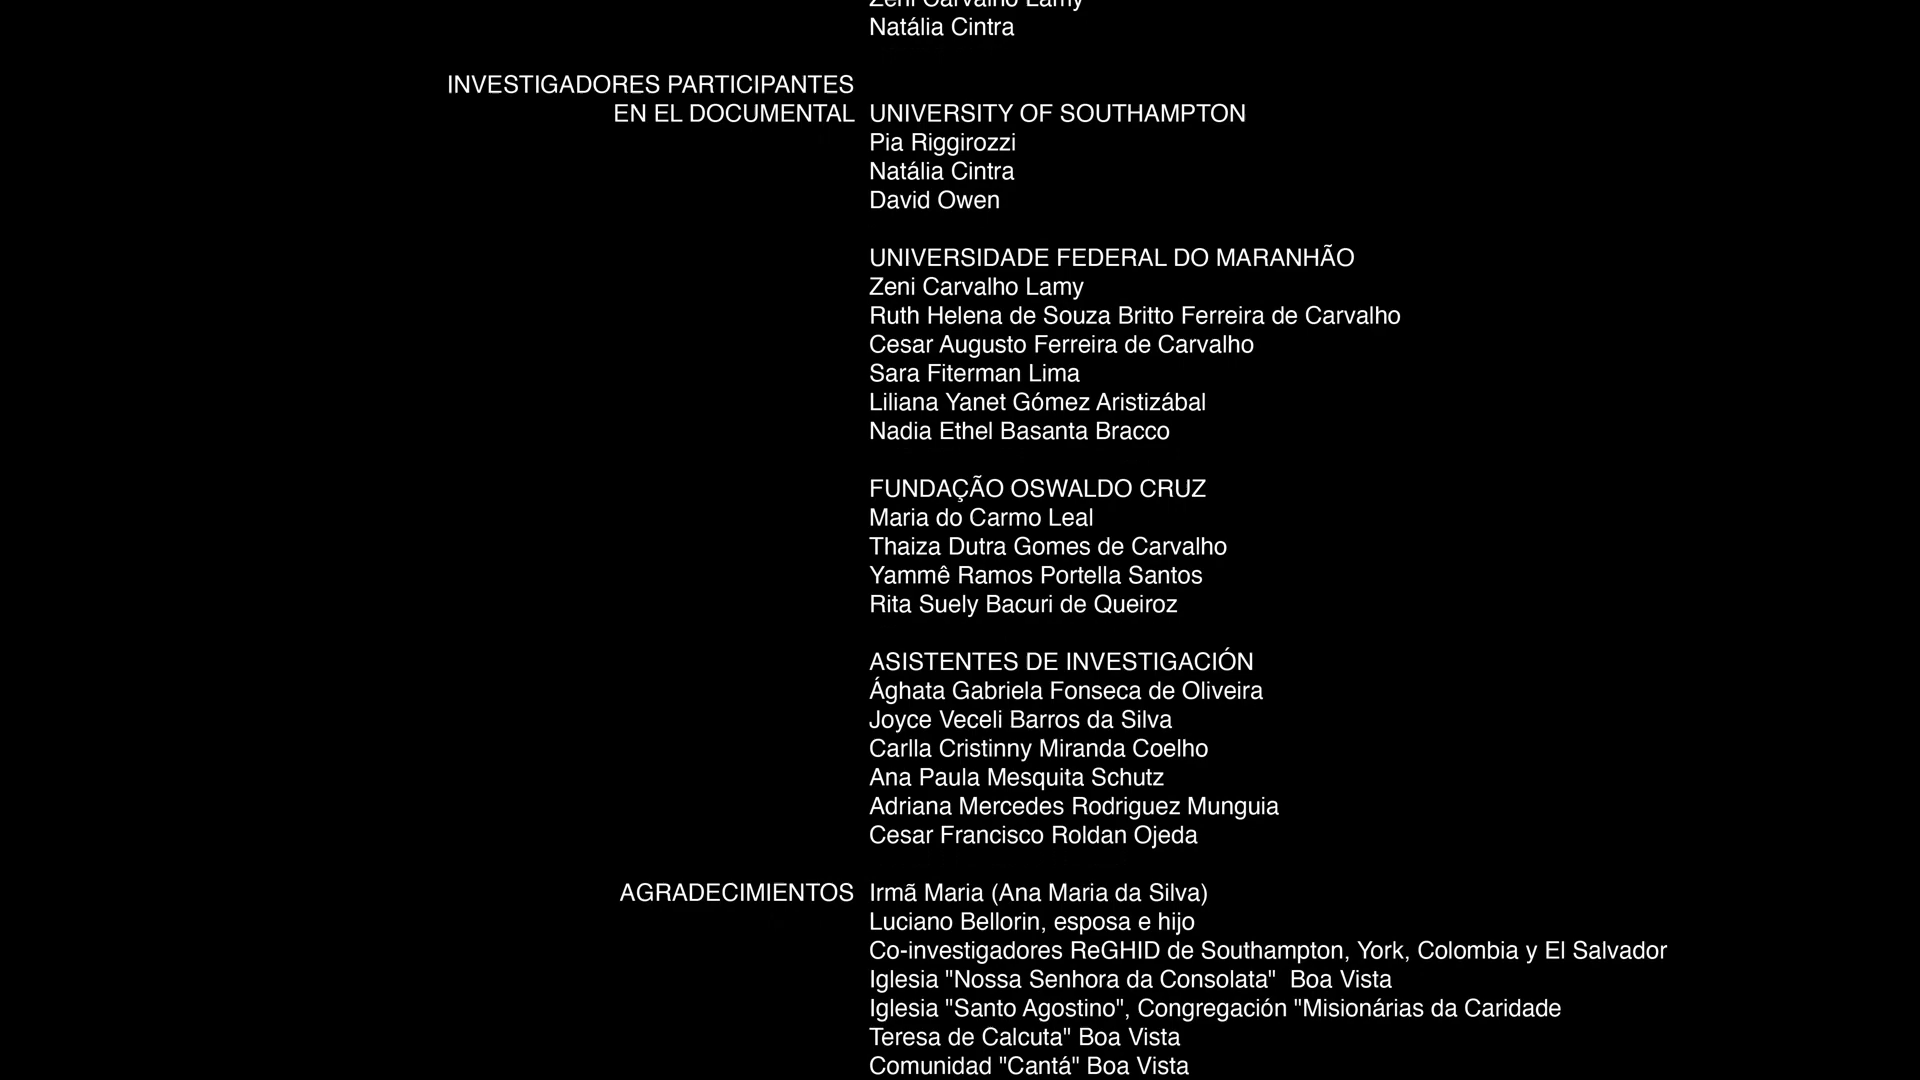 Zeni Carvalho Lamy
Natália Cintra
INVESTIGADORES PARTICIPANTES
EN EL DOCUMENTAL UNIVERSITY OF SOUTHAMPTON
Pia Riggirozzi
Natália Cintra
David Owen
UNIVERSIDADE FEDERAL DO MARANHÃO
Zeni Carvalho Lamy
Ruth Helena de Souza Britto Ferreira de Carvalho
Cesar Augusto Ferreira de Carvalho
Sara Fiterman Lima
Liliana Yanet Gómez Aristizábal
Nadia Ethel Basanta Bracco
FUNDAÇÃO OSWALDO CRUZ
Maria do Carmo Leal
Thaiza Dutra Gomes de Carvalho
Yammê Ramos Portella Santos
Rita Suely Bacuri de Queiroz
ASISTENTES DE INVESTIGACIÓN
Ághata Gabriela Fonseca de Oliveira
Joyce Veceli Barros da Silva
Carlla Cristinny Miranda Coelho
Ana Paula Mesquita Schutz
Adriana Mercedes Rodriguez Munguia
Cesar Francisco Roldan Ojeda
AGRADECIMIENTOS Irmã Maria (Ana Maria da Silva)
Luciano Bellorin, esposa e hijo
Co-investigadores ReGHID de Southampton, York, Colombia y El Salvador
Iglesia "Nossa Senhora da Consolata"  Boa Vista
Iglesia "Santo Agostino", Congregación "Misionárias da Caridade
Teresa de Calcuta" Boa Vista
Comunidad "Cantá" Boa Vista